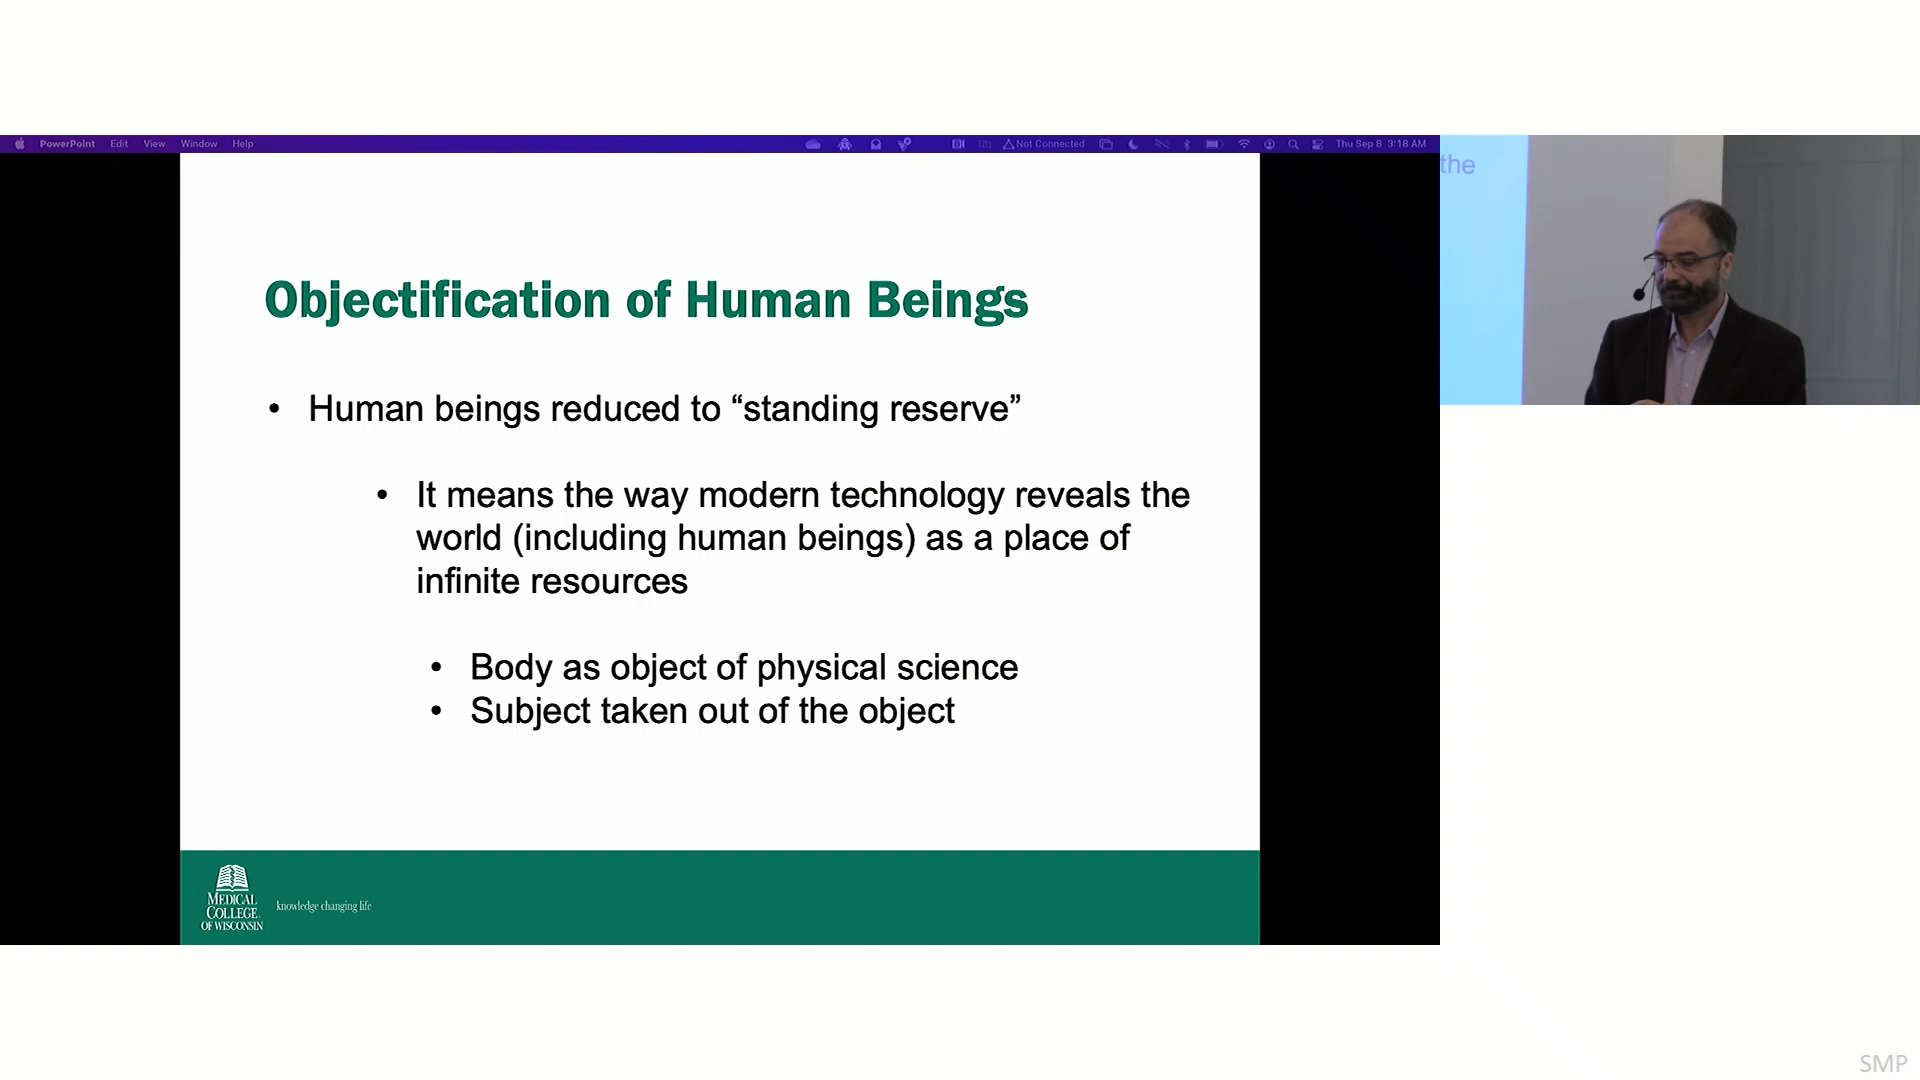 PowerPoint Edit View Window Help Not Connected Thu Sep 8 3:18 AM
the
Objectification of Human Beings
• Human beings reduced to “standing reserve”
• It means the way modern technology reveals the
world (including human beings) as a place of
infinite resources
• Body as object of physical science
• Subject taken out of the object
MEDICAL
COLLEGE
OF WISCONSIN
knowledge changing life
SMP